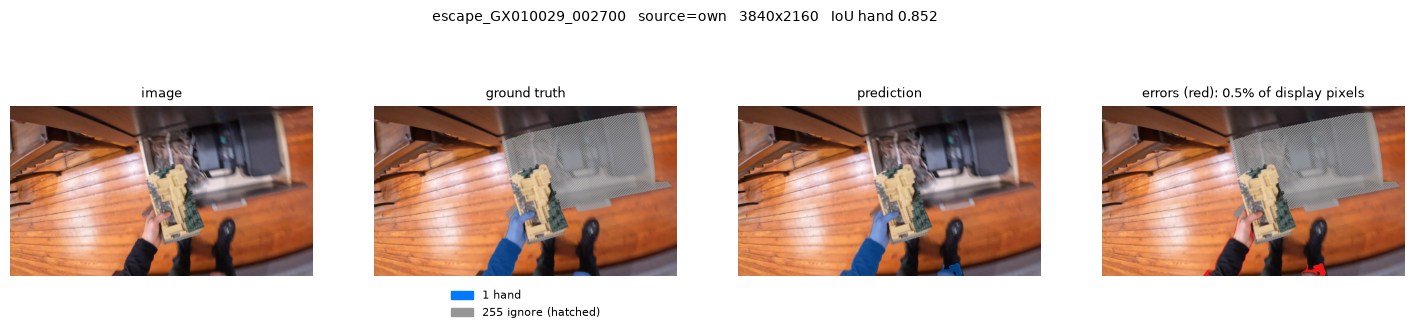 escape_GX010029_002700   source=own   3840x2160   IoU hand 0.852
image
ground truth
prediction
errors (red): 0.5% of display pixels
1 hand
255 ignore (hatched)